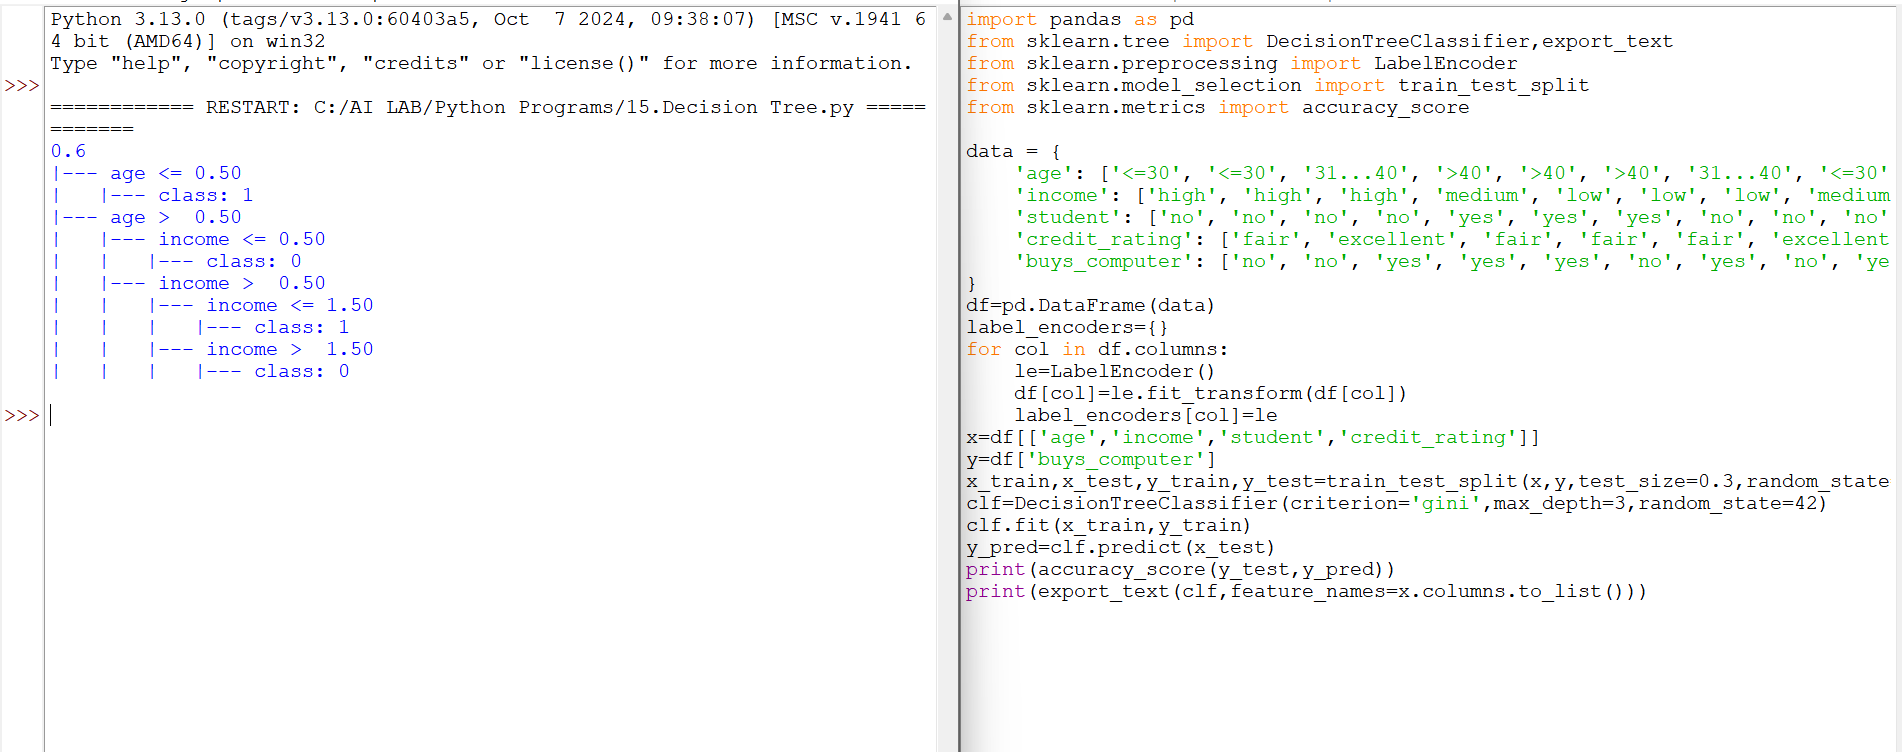 Python 3.13.0 (tags/v3.13.0:60403a5, Oct  7 2024, 09:38:07) [MSC v.1941 6
4 bit (AMD64)] on win32
Type "help", "copyright", "credits" or "license()" for more information.
>>>
============ RESTART: C:/AI LAB/Python Programs/15.Decision Tree.py =====
=======
0.6
|--- age <= 0.50
|   |--- class: 1
|--- age >  0.50
|   |--- income <= 0.50
|   |   |--- class: 0
|   |--- income >  0.50
|   |   |--- income <= 1.50
|   |   |   |--- class: 1
|   |   |--- income >  1.50
|   |   |   |--- class: 0
>>>
import pandas as pd
from sklearn.tree import DecisionTreeClassifier,export_text
from sklearn.preprocessing import LabelEncoder
from sklearn.model_selection import train_test_split
from sklearn.metrics import accuracy_score
data = {
    'age': ['<=30', '<=30', '31...40', '>40', '>40', '>40', '31...40', '<=30'
    'income': ['high', 'high', 'high', 'medium', 'low', 'low', 'low', 'medium
    'student': ['no', 'no', 'no', 'no', 'yes', 'yes', 'yes', 'no', 'no', 'no'
    'credit_rating': ['fair', 'excellent', 'fair', 'fair', 'fair', 'excellent
    'buys_computer': ['no', 'no', 'yes', 'yes', 'yes', 'no', 'yes', 'no', 'ye
}
df=pd.DataFrame(data)
label_encoders={}
for col in df.columns:
    le=LabelEncoder()
    df[col]=le.fit_transform(df[col])
    label_encoders[col]=le
x=df[['age','income','student','credit_rating']]
y=df['buys_computer']
x_train,x_test,y_train,y_test=train_test_split(x,y,test_size=0.3,random_state
clf=DecisionTreeClassifier(criterion='gini',max_depth=3,random_state=42)
clf.fit(x_train,y_train)
y_pred=clf.predict(x_test)
print(accuracy_score(y_test,y_pred))
print(export_text(clf,feature_names=x.columns.to_list()))